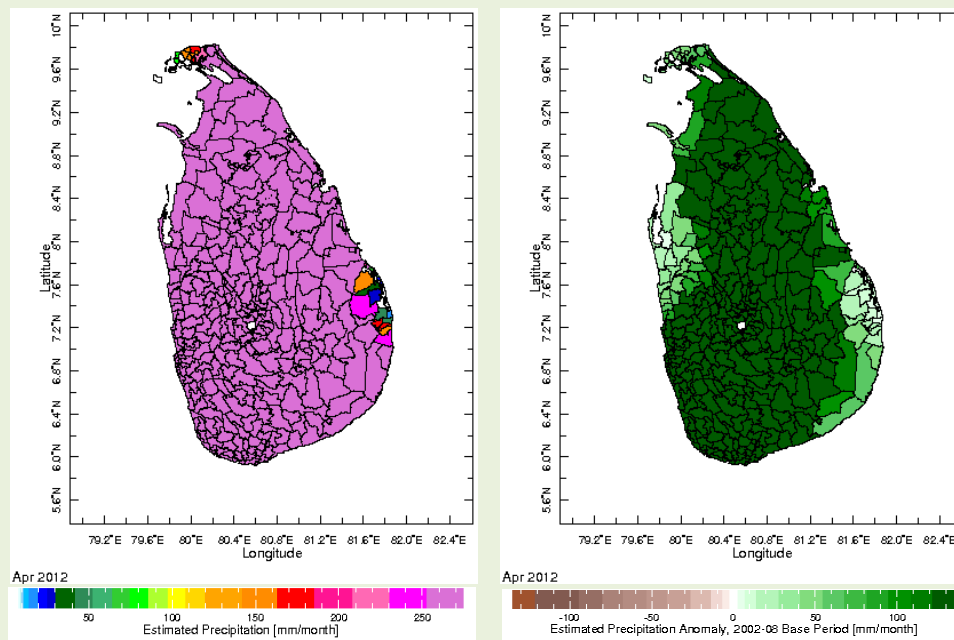 10°N
9.6°N
9.2°N
8.8°N
8.4°N
8°N
7.6°N
7.2°N
6.8°N
6.4°N
6.0°N
5.6°N
Latitude
79.2°E 79.6°E 80°E 80.4°E 80.8°E 81.2°E 81.6°E 82.0°E 82.4°E
Longitude
Apr 2012
50 100 150 200 250
Estimated Precipitation [mm/month]
10°N
9.6°N
9.2°N
8.8°N
8.4°N
8°N
7.6°N
7.2°N
6.8°N
6.4°N
6.0°N
5.6°N
Latitude
79.2°E 79.6°E 80°E 80.4°E 80.8°E 81.2°E 81.6°E 82.0°E 82.4°E
Longitude
Apr 2012
-100 -50 0 50 100
Estimated Precipitation Anomaly, 2002-08 Base Period [mm/month]